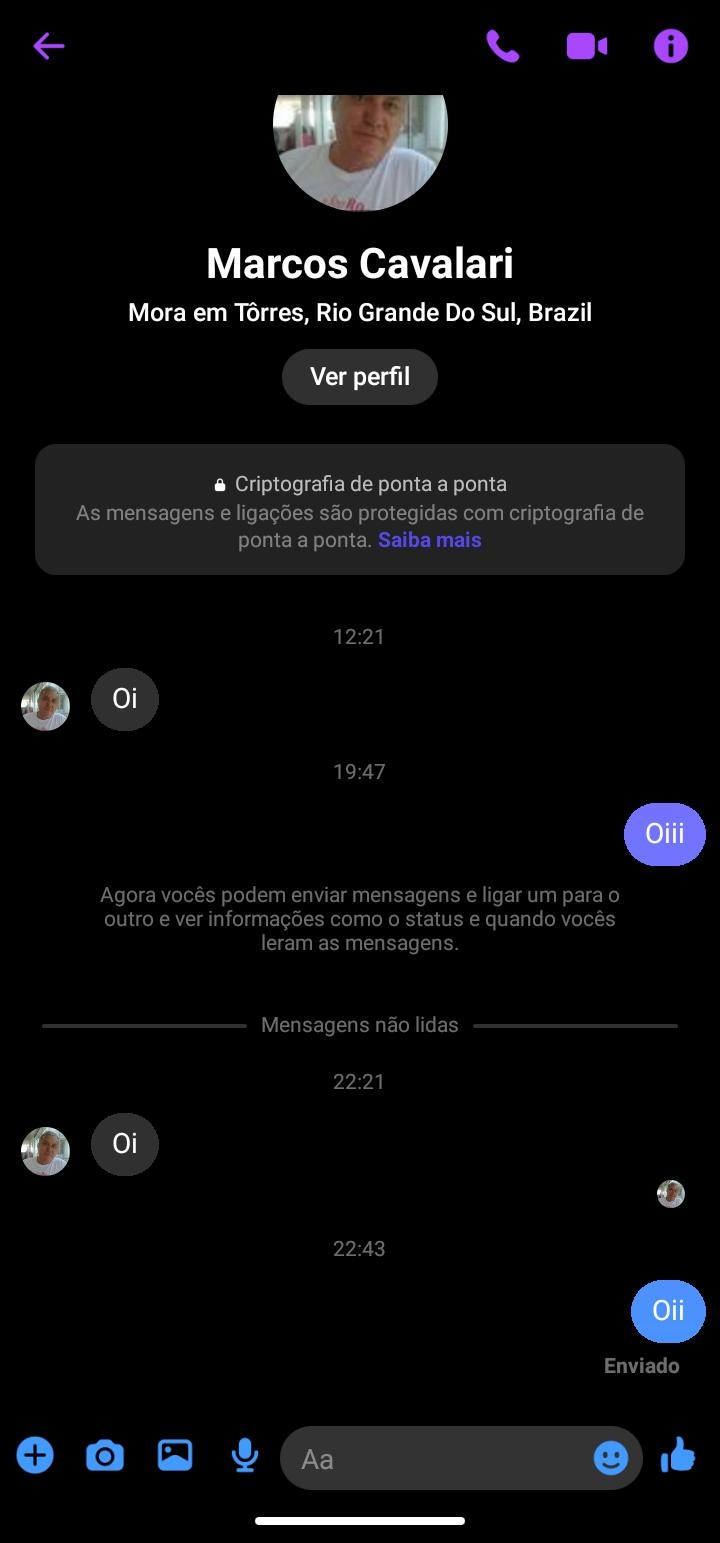 Marcos Cavalari
Mora em Tôrres, Rio Grande Do Sul, Brazil
Ver perfil
Criptografia de ponta a ponta
As mensagens e ligações são protegidas com criptografia de
ponta a ponta. Saiba mais
12:21
Oi
19:47
Oiii
Agora vocês podem enviar mensagens e ligar um para o
outro e ver informações como o status e quando vocês
leram as mensagens.
Mensagens não lidas
22:21
Oi
22:43
Oii
Enviado
Aa